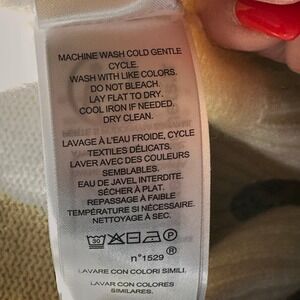 MACHINE WASH COLD GENTLE
CYCLE.
WASH WITH LIKE COLORS.
DO NOT BLEACH.
LAY FLAT TO DRY.
COOL IRON IF NEEDED.
DRY CLEAN.
LAVAGE À L'EAU FROIDE, CYCLE
TEXTILES DÉLICATS.
LAVER AVEC DES COULEURS
SEMBLABLES.
EAU DE JAVEL INTERDITE.
SÉCHER À PLAT.
REPASSAGE À FAIBLE
TEMPÉRATURE SI NÉCESSAIRE.
NETTOYAGE À SEC.
30
P
®
n°1529
LAVARE CON COLORI SIMILI.
LAVAR CON COLORES
SIMILARES.